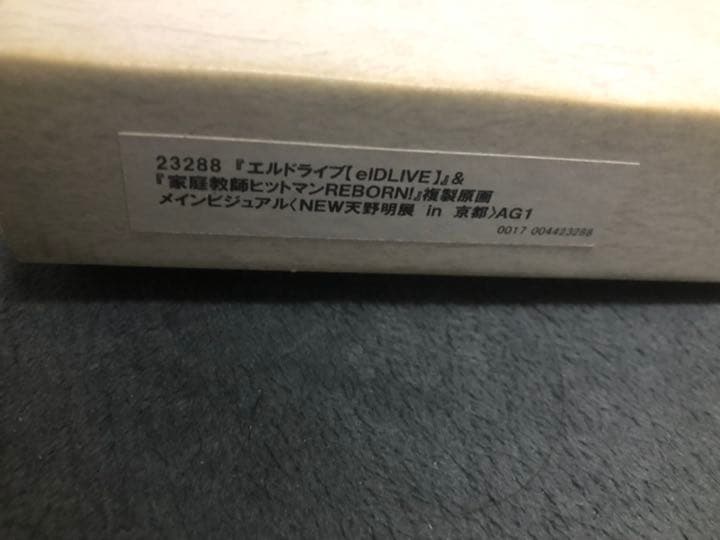 23288 『エルドライブ【elDLIVE】』&
『家庭教師ヒットマンREBORN!』複製原画
メインビジュアル〈NEW天野明展 in 京都〉AG1
0017 004423288